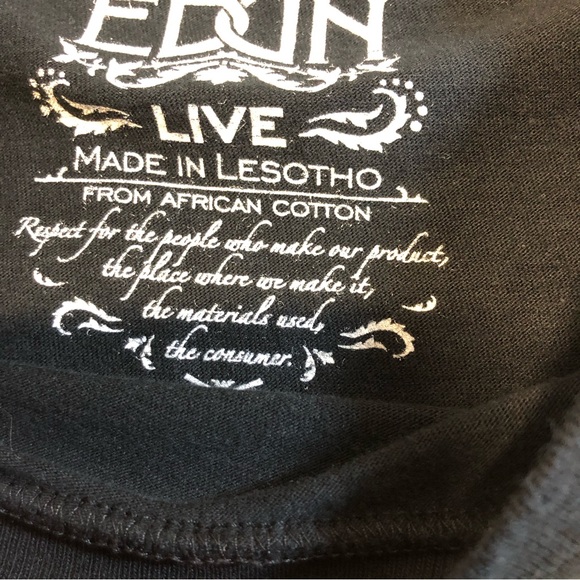 EDUN
LIVE
MADE IN LESOTHO
FROM AFRICAN COTTON
Respect for the people who make our product,
the place where we make it,
the materials used,
the consumer.